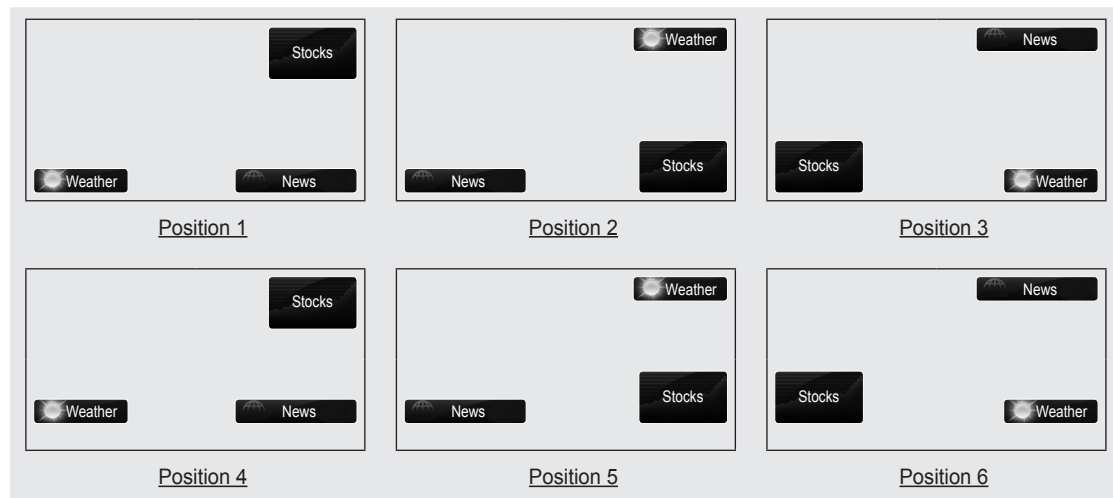 Stocks
Weather
News
Position 1
Weather
Stocks
News
Position 2
News
Stocks
Weather
Position 3
Stocks
Weather
News
Position 4
Weather
Stocks
News
Position 5
News
Stocks
Weather
Position 6